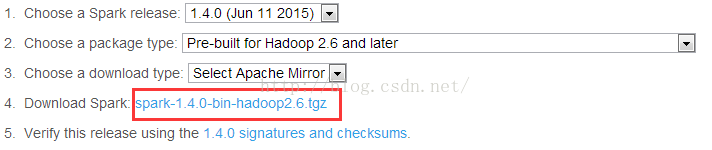 1. Choose a Spark release: 1.4.0 (Jun 11 2015)
2. Choose a package type: Pre-built for Hadoop 2.6 and later
3. Choose a download type: Select Apache Mirror
http://blog.csdn.net/
4. Download Spark: spark-1.4.0-bin-hadoop2.6.tgz
5. Verify this release using the 1.4.0 signatures and checksums.